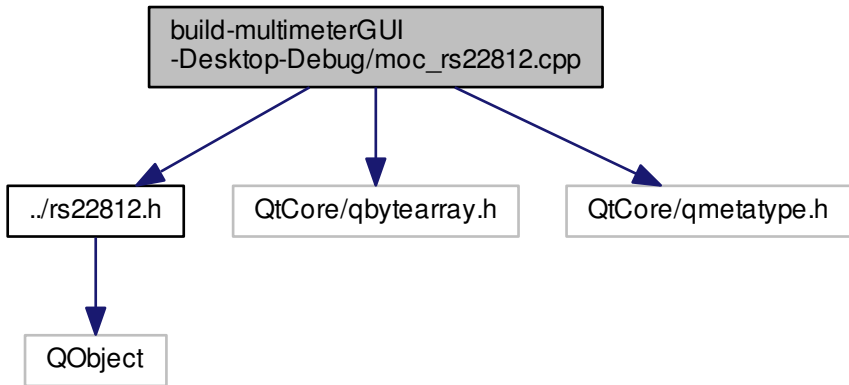 build-multimeterGUI
-Desktop-Debug/moc_rs22812.cpp
../rs22812.h
QtCore/qbytearray.h
QtCore/qmetatype.h
QObject